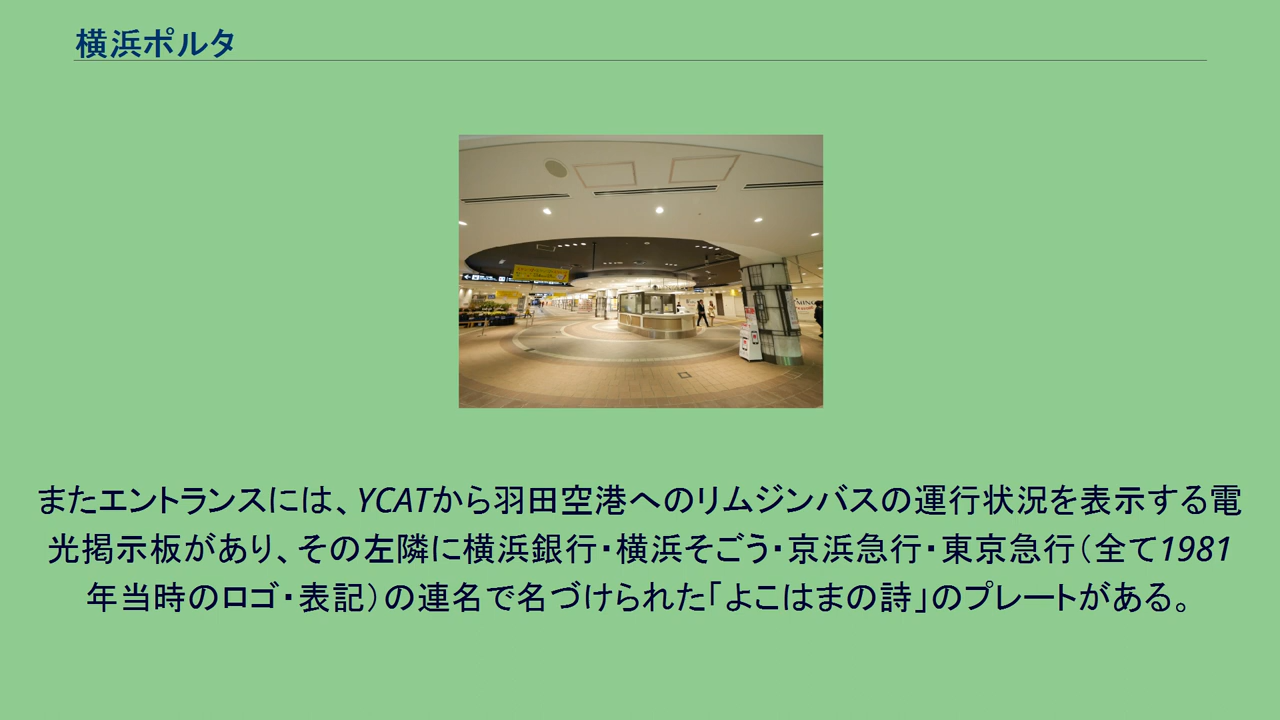 横浜ポルタ
またエントランスには、YCATから羽田空港へのリムジンバスの運行状況を表示する電
光掲示板があり、その左隣に横浜銀行・横浜そごう・京浜急行・東京急行（全て1981
年当時のロゴ・表記）の連名で名づけられた「よこはまの詩」のプレートがある。